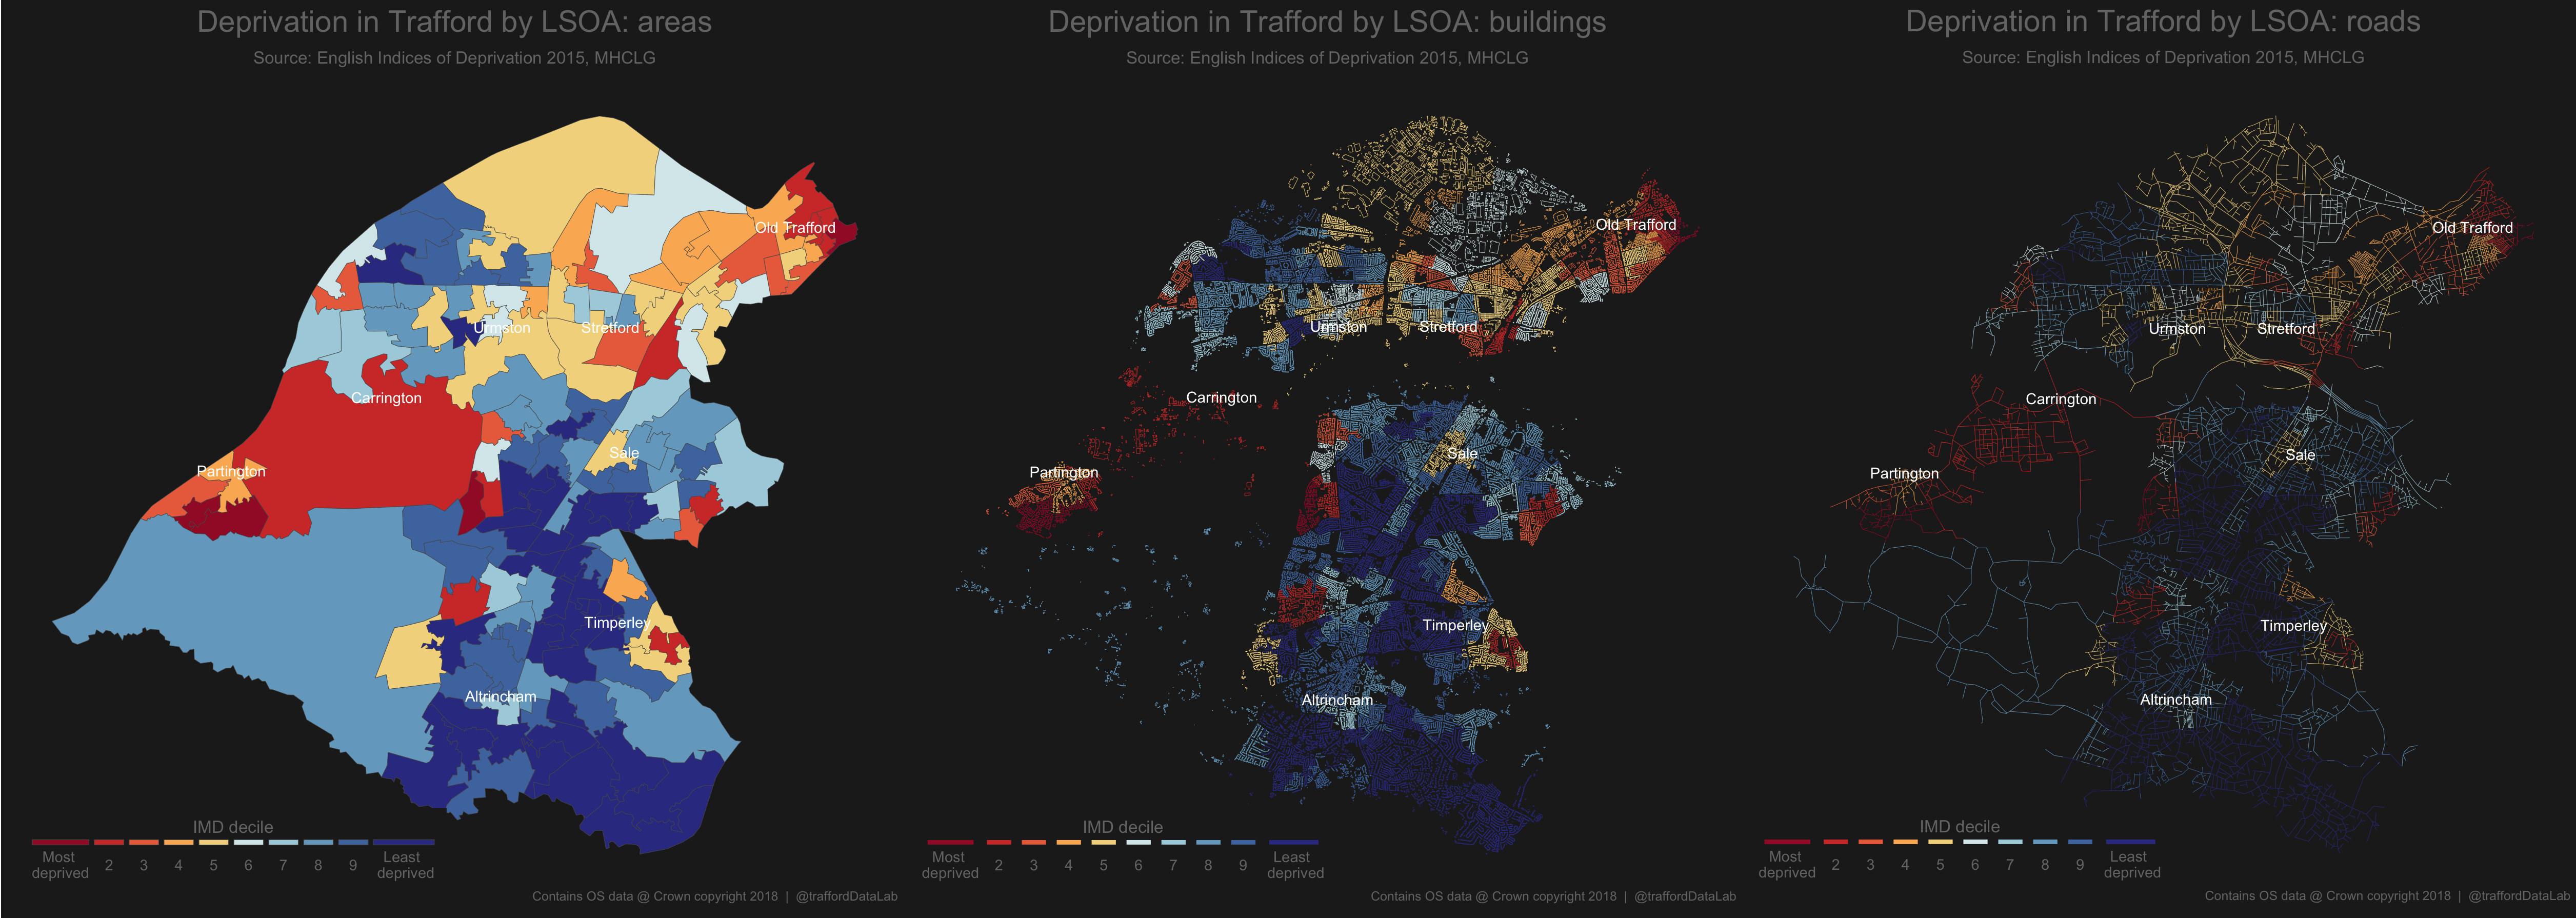 Deprivation in Trafford by LSOA: areas
Source: English Indices of Deprivation 2015, MHCLG
Old Trafford
Urmston
Stretford
Carrington
Sale
Partington
Timperley
Altrincham
IMD decile
Most deprived 2 3 4 5 6 7 8 9 Least deprived
Contains OS data @ Crown copyright 2018 | @traffordDataLab
Deprivation in Trafford by LSOA: buildings
Source: English Indices of Deprivation 2015, MHCLG
Old Trafford
Urmston
Stretford
Carrington
Sale
Partington
Timperley
Altrincham
IMD decile
Most deprived 2 3 4 5 6 7 8 9 Least deprived
Contains OS data @ Crown copyright 2018 | @traffordDataLab
Deprivation in Trafford by LSOA: roads
Source: English Indices of Deprivation 2015, MHCLG
Old Trafford
Urmston
Stretford
Carrington
Sale
Partington
Timperley
Altrincham
IMD decile
Most deprived 2 3 4 5 6 7 8 9 Least deprived
Contains OS data @ Crown copyright 2018 | @traffordDataLab